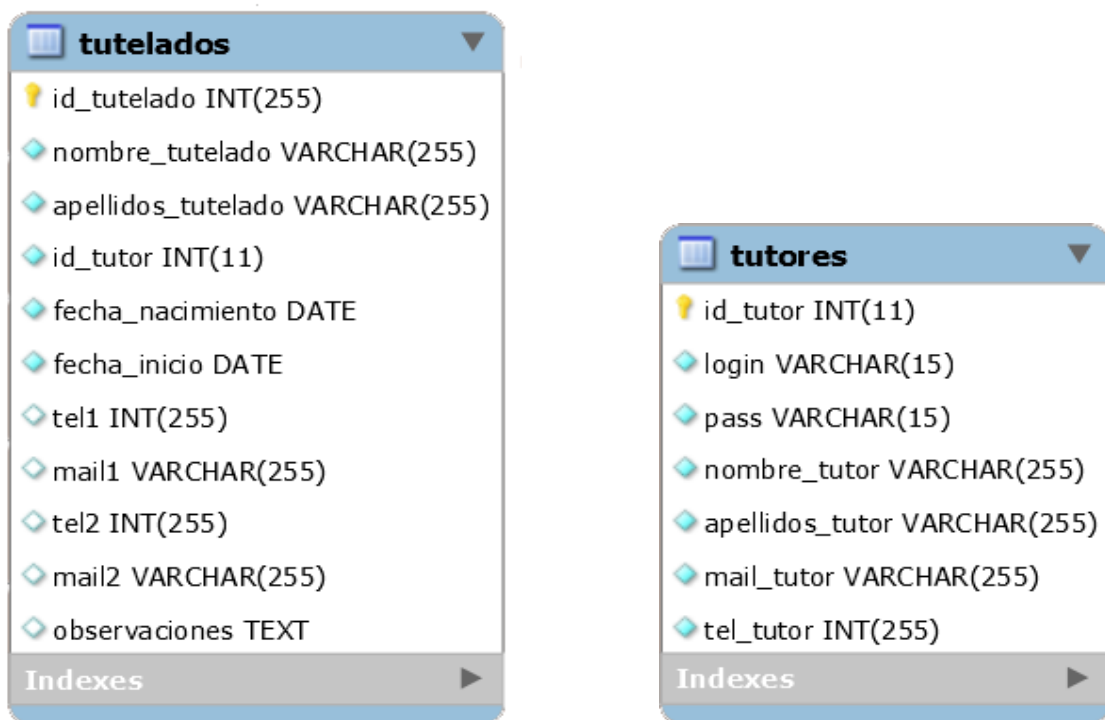 tutelados
id_tutelado INT(255)
nombre_tutelado VARCHAR(255)
apellidos_tutelado VARCHAR(255)
id_tutor INT(11)
fecha_nacimiento DATE
fecha_inicio DATE
tel1 INT(255)
mail1 VARCHAR(255)
tel2 INT(255)
mail2 VARCHAR(255)
observaciones TEXT
Indexes
tutores
id_tutor INT(11)
login VARCHAR(15)
pass VARCHAR(15)
nombre_tutor VARCHAR(255)
apellidos_tutor VARCHAR(255)
mail_tutor VARCHAR(255)
tel_tutor INT(255)
Indexes